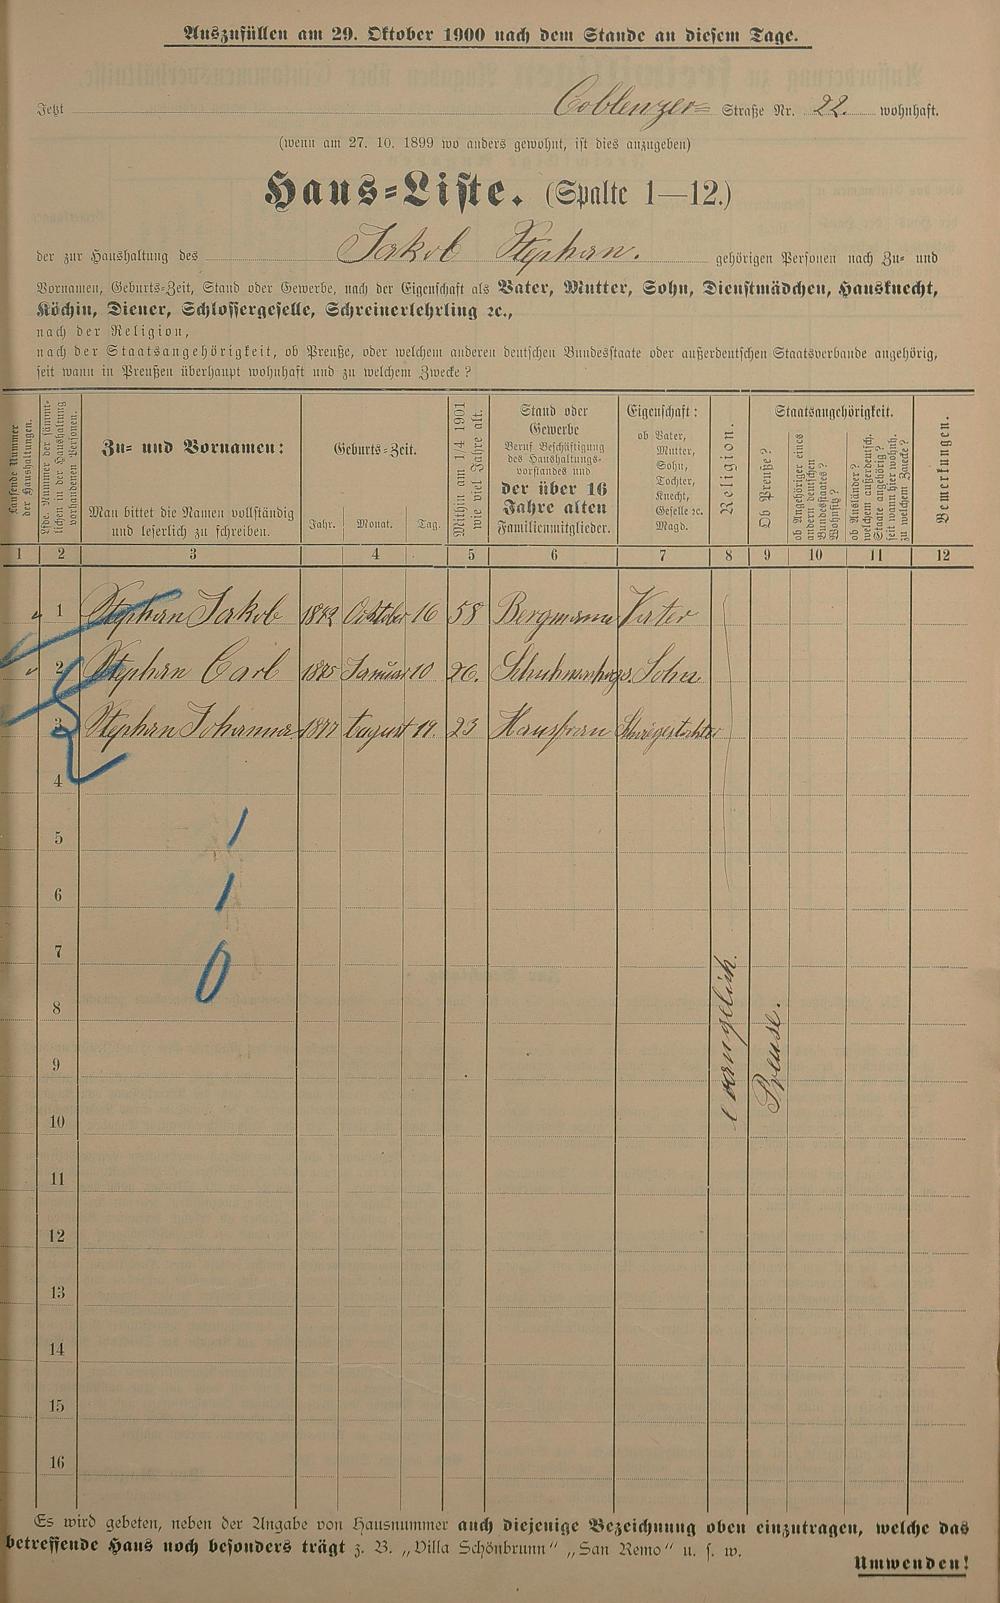 Auszufüllen am 29. Oktober 1900 nach dem Stande an diesem Tage.
Jetzt Coblenzer= Straße Nr. 22. wohnhaft.
(wenn am 27. 10. 1899 wo anders gewohnt, ist dies anzugeben)
Haus=Liste. (Spalte 1—12.)
der zur Haushaltung des Jakob Stephan. gehörigen Personen nach Zu= und
Vornamen, Geburts=Zeit, Stand oder Gewerbe, nach der Eigenschaft als Vater, Mutter, Sohn, Dienstmädchen, Hausknecht,
Köchin, Diener, Schlossergeselle, Schreinerlehrling ꝛc.,
nach der Religion,
nach der Staatsangehörigkeit, ob Preuße, oder welchem anderen deutschen Bundesstaate oder außerdeutschen Staatsverbande angehörig,
seit wann in Preußen überhaupt wohnhaft und zu welchem Zwecke?
Laufende Nummer
der Haushaltungen.
Lfde. Nummer der sämmt-
lichen in der Haushaltung
vorhandenen Personen.
Zu= und Vornamen:
Man bittet die Namen vollständig
und leserlich zu schreiben.
Geburts=Zeit.
Jahr. Monat. Tag.
Mithin am 1/4 1901
wie viel Jahre alt.
Stand oder
Gewerbe
Beruf Beschäftigung
des Haushaltungs-
vorstandes und
der über 16
Jahre alten
Familienmitglieder.
Eigenschaft:
ob Vater,
Mutter,
Sohn,
Tochter,
Knecht,
Geselle ꝛc.
Magd.
Religion.
Staatsangehörigkeit.
Ob Preuße?
ob Angehöriger eines
andern deutschen
Bundesstaates?
Wohnsitz?
ob Ausländer?
welchem außerdeutsch.
Staate angehörig?
seit wann hier wohnh.
zu welchem Zwecke?
Bemerkungen.
1 2 3 4 5 6 7 8 9 10 11 12
1 Stephan Jakob 1842 Oktober 16 58 Bergmann Vater
2 Stephan Carl 1875 Januar 10 26. Sohn
3 Stephan Johanna 1877 August 19. 23 Hausfrau Schwiegertochter
4
5 1
6 1
7 0
8
9
10
evangelich.
Preuse.
11
12
13
14
15
16
Es wird gebeten, neben der Angabe von Hausnummer auch diejenige Bezeichnung oben einzutragen, welche das
betreffende Haus noch besonders trägt z. B. „Villa Schönbrunn“ „San Remo“ u. s. w.
Umwenden!